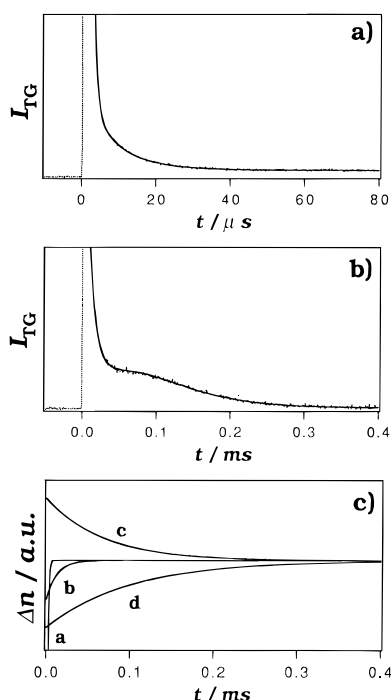 a)
I_TG
0 20 40 60 80
t / μ s
b)
I_TG
0.0 0.1 0.2 0.3 0.4
t / ms
c)
Δn / a.u.
c
b
d
a
0.0 0.1 0.2 0.3 0.4
t / ms